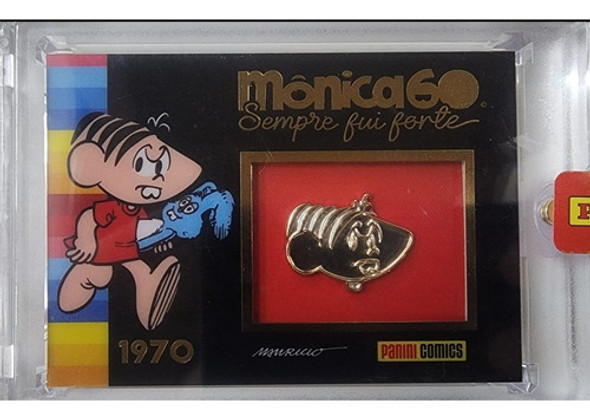 mônica60
Sempre fui forte
1970
MAURICIO
PANINI COMICS